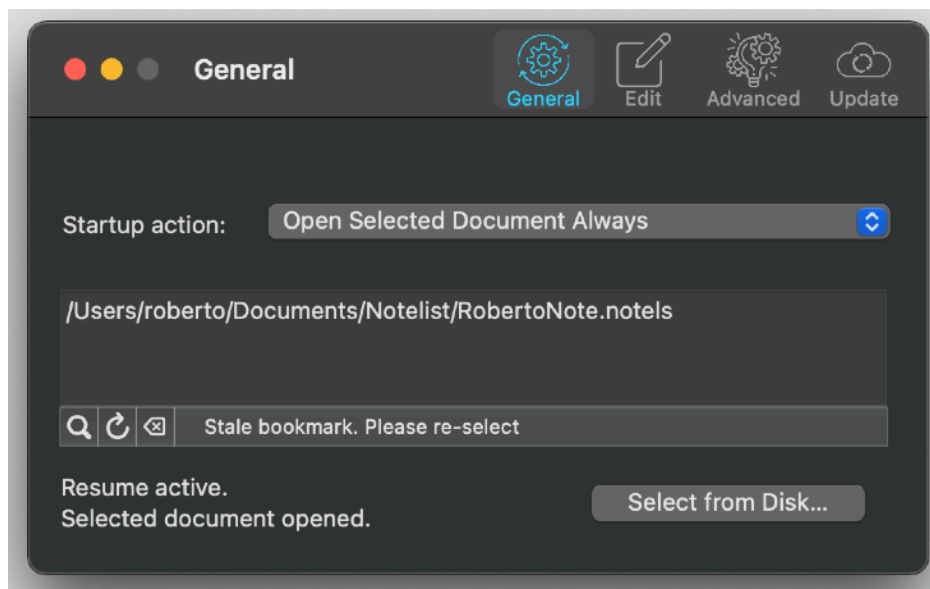 General
General
Edit
Advanced
Update
Startup action:
Open Selected Document Always
/Users/roberto/Documents/Notelist/RobertoNote.notels
Stale bookmark. Please re-select
Resume active.
Selected document opened.
Select from Disk...